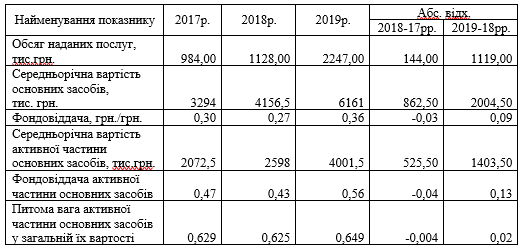 Найменування показнику 2017р. 2018р. 2019р. Абс. відх.
2018-17рр. 2019-18рр.
Обсяг наданих послуг,
тис.грн. 984,00 1128,00 2247,00 144,00 1119,00
Середньорічна вартість
основних засобів,
тис. грн. 3294 4156,5 6161 862,50 2004,50
Фондовіддача, грн./грн. 0,30 0,27 0,36 -0,03 0,09
Середньорічна вартість
активної частини
основних засобів, тис.грн. 2072,5 2598 4001,5 525,50 1403,50
Фондовіддача активної
частини основних засобів 0,47 0,43 0,56 -0,04 0,13
Питома вага активної
частини основних засобів
у загальній їх вартості 0,629 0,625 0,649 -0,004 0,02